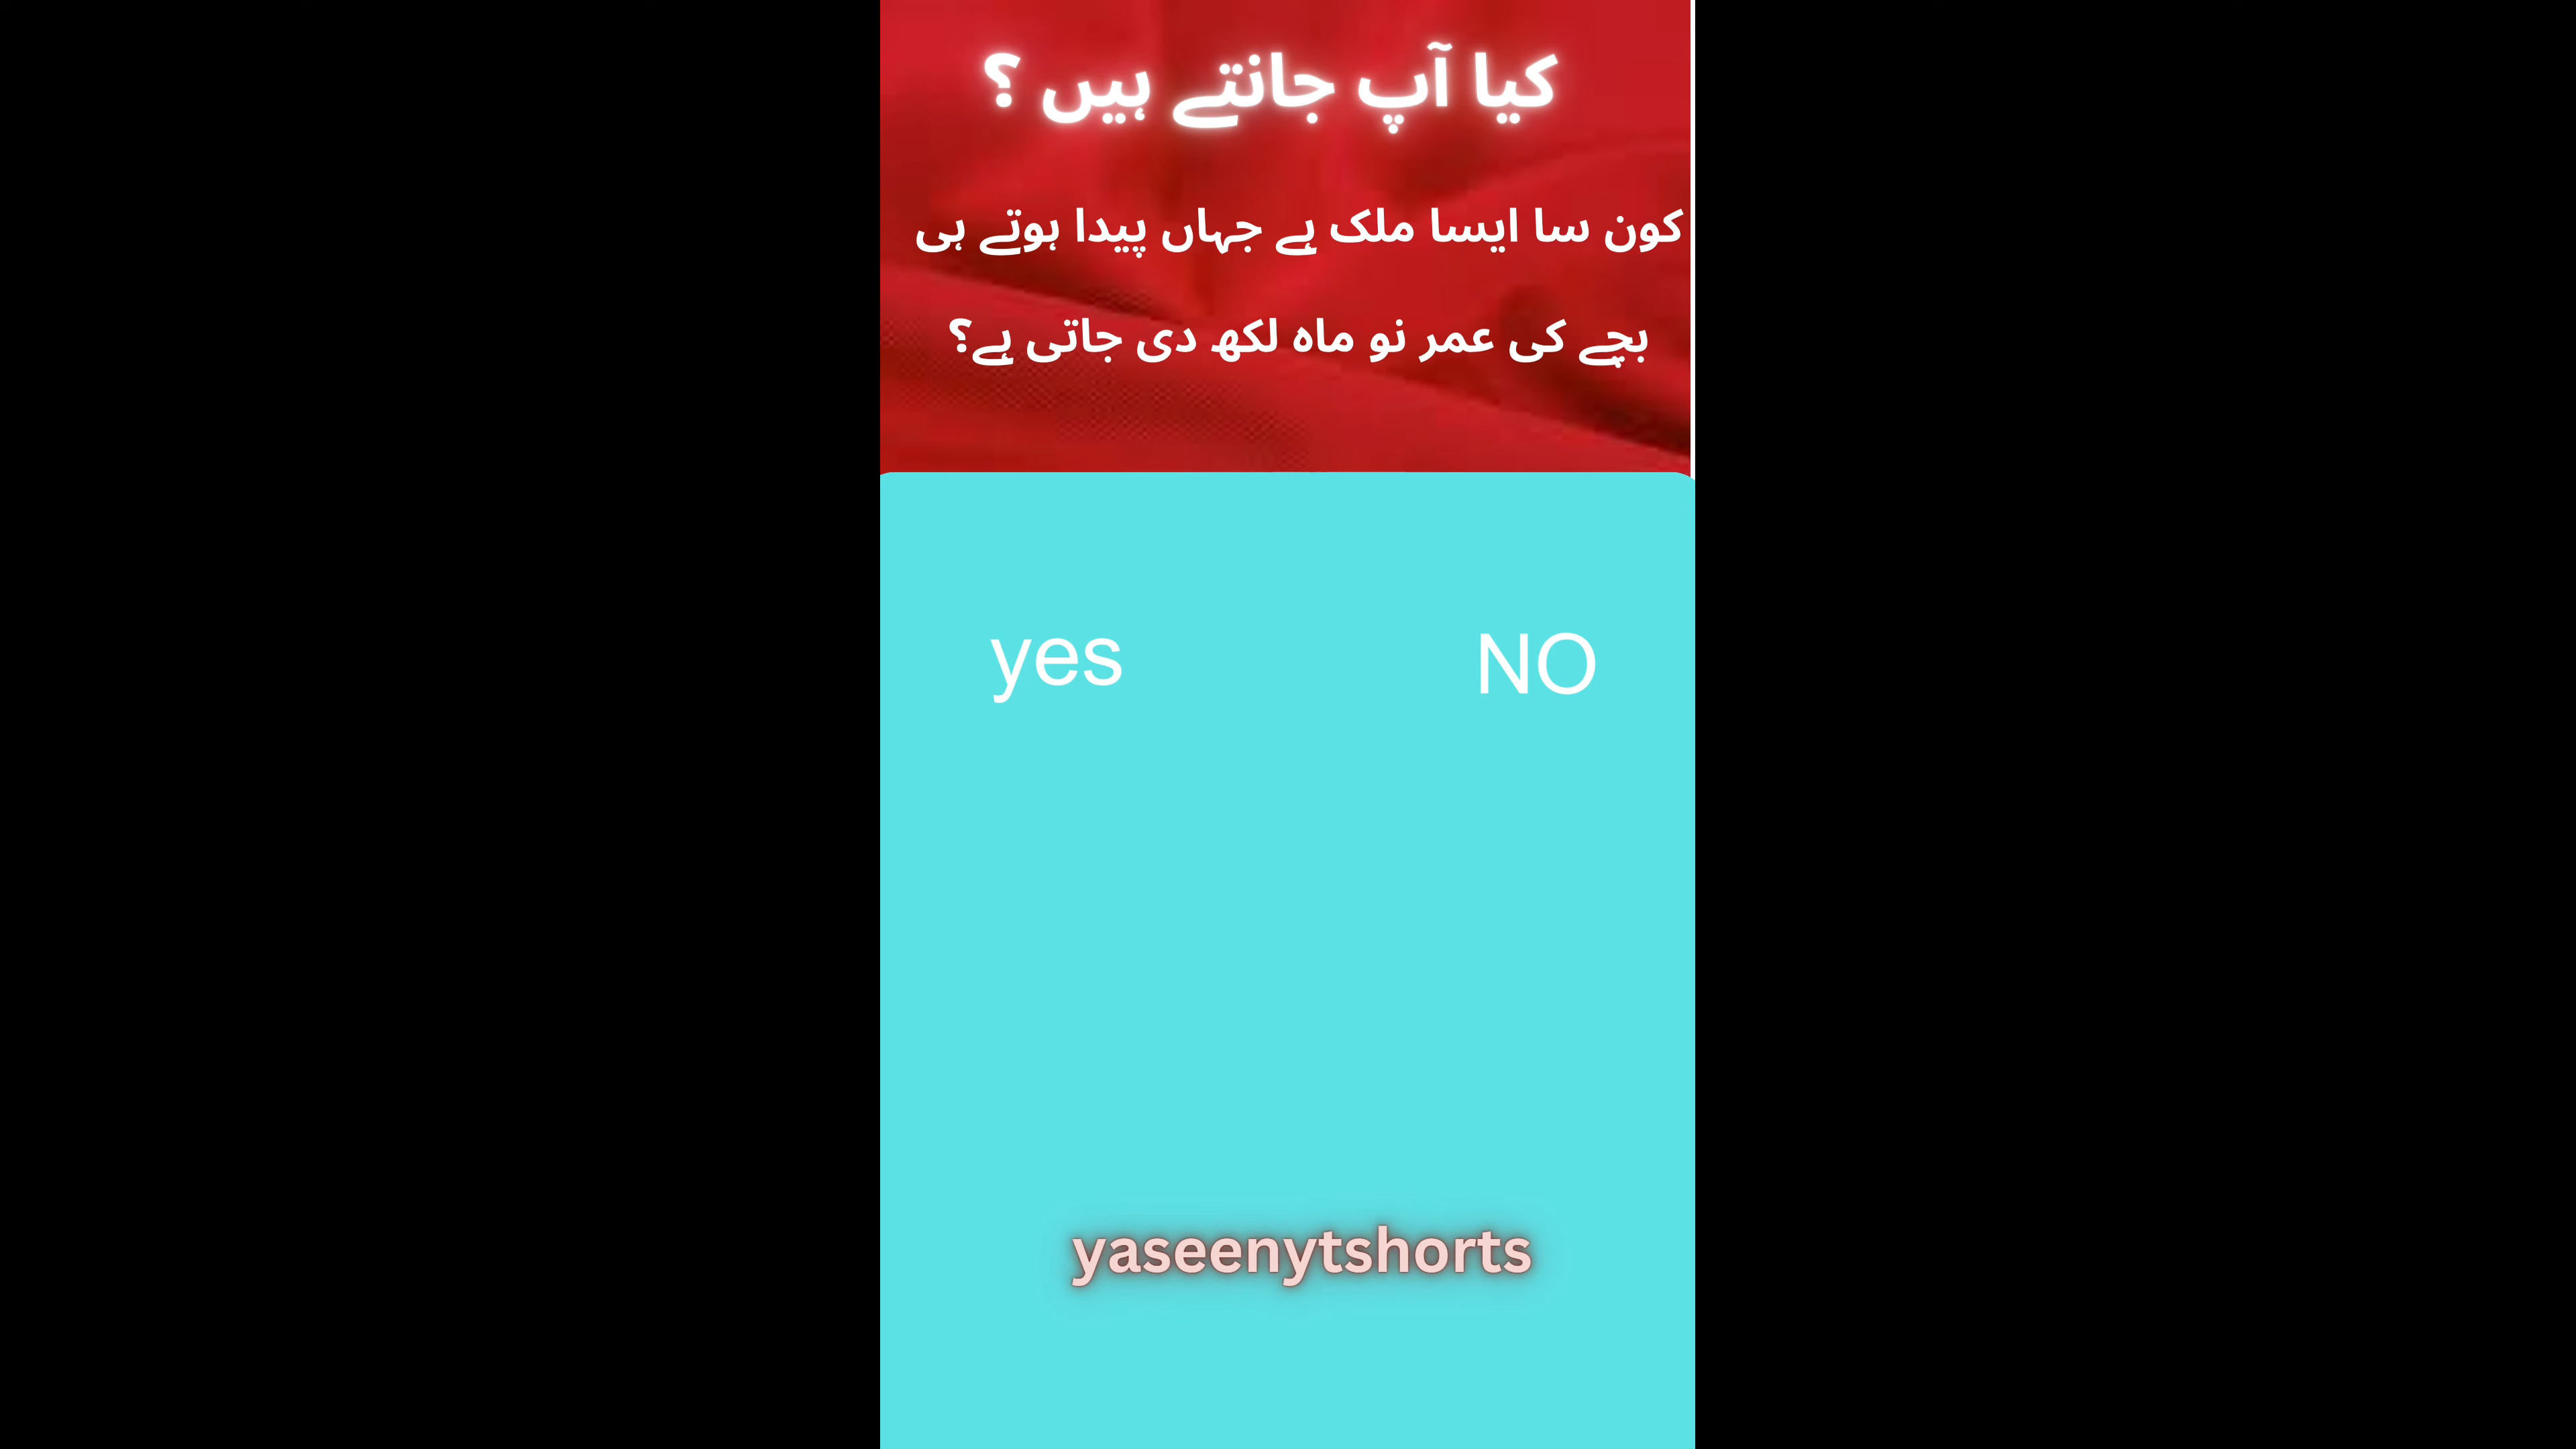 کیا آپ جانتے ہیں ؟
کون سا ایسا ملک ہے جہاں پیدا ہوتے ہی
بچے کی عمر نو ماہ لکھ دی جاتی ہے؟
yes NO
yaseenytshorts